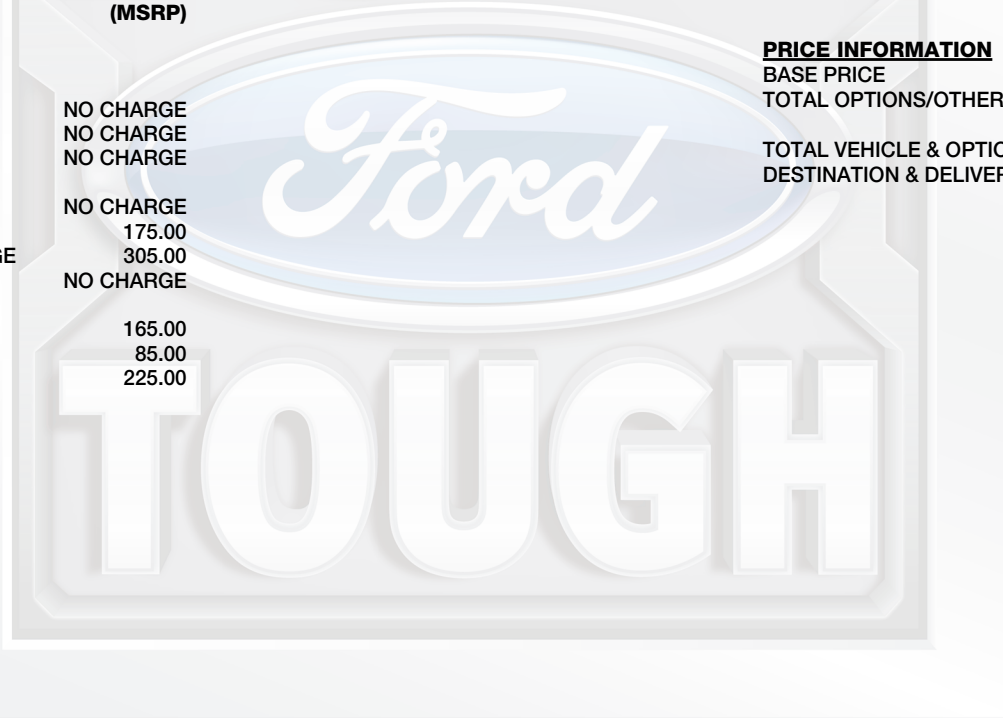 (MSRP)
NO CHARGE
NO CHARGE
NO CHARGE
NO CHARGE
175.00
GE 305.00
NO CHARGE
165.00
85.00
225.00
PRICE INFORMATION
BASE PRICE
TOTAL OPTIONS/OTHER
TOTAL VEHICLE & OPTIO
DESTINATION & DELIVER
Ford
TOUGH